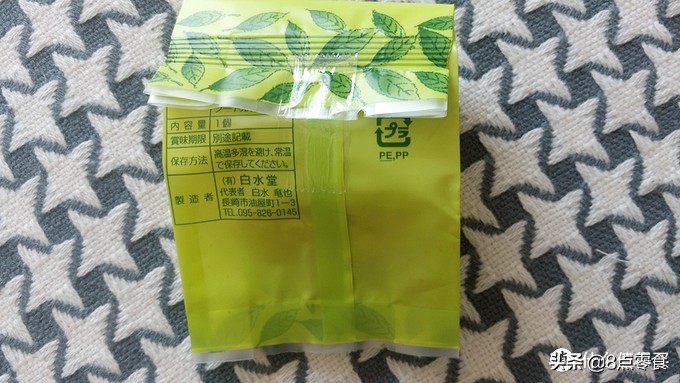 内容量 1個
賞味期限 別途記載
保存方法 高温多湿を避け、常温
で保存してください。
製造者 (有) 白水堂
代表者 白水 竜也
長崎市油屋町1ー3
TEL.095-826-0145
プラ
PE,PP
头条 @8点零食